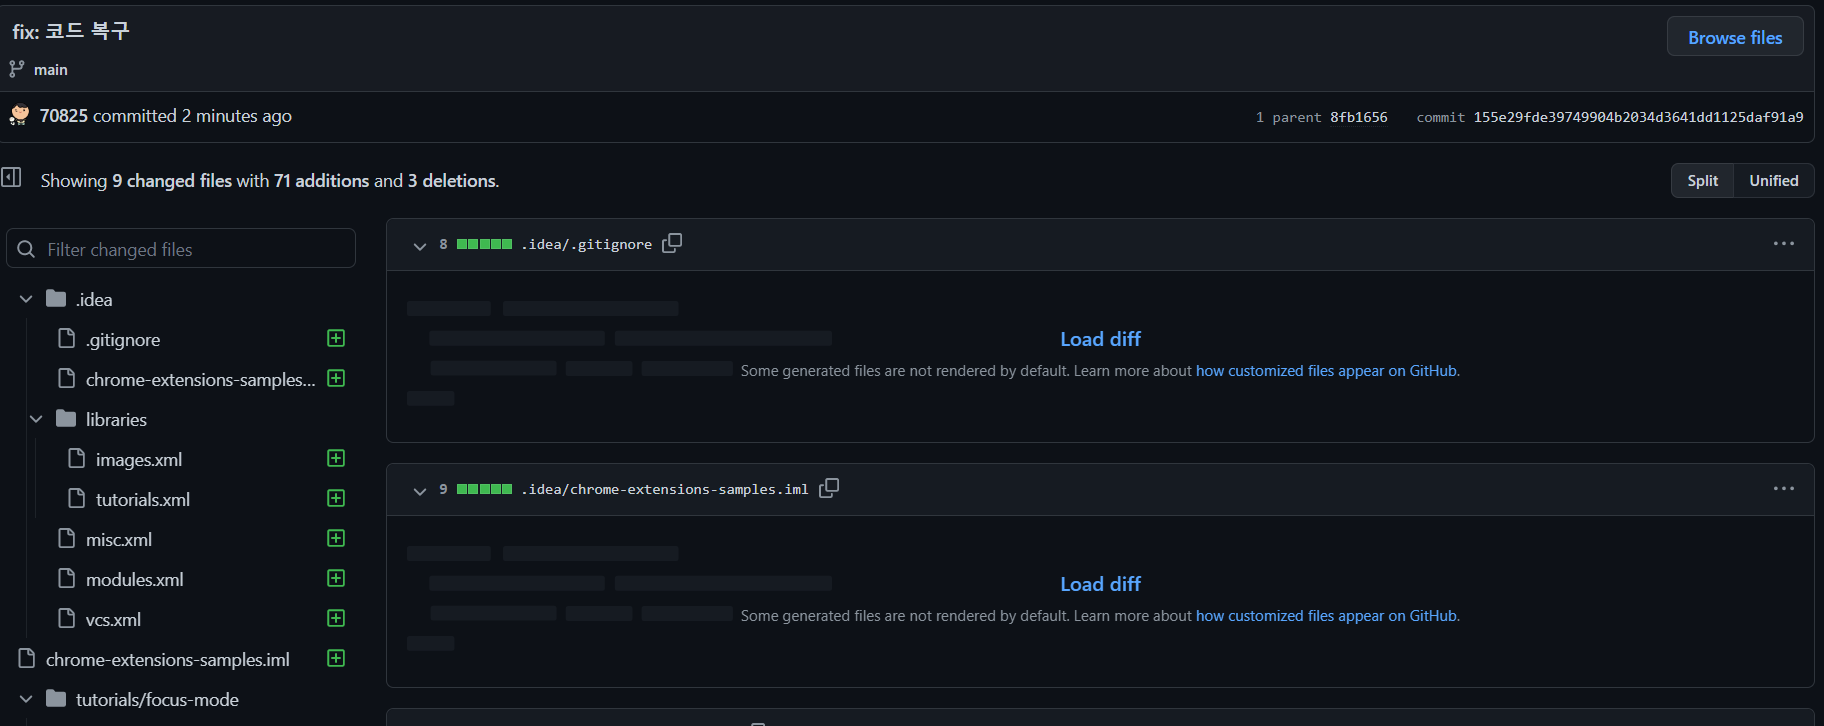 fix: 코드 복구
Browse files
main
70825 committed 2 minutes ago
1 parent 8fb1656 commit 155e29fde39749904b2034d3641dd1125daf91a9
Showing 9 changed files with 71 additions and 3 deletions.
Split Unified
Filter changed files
.idea
.gitignore
chrome-extensions-samples...
libraries
images.xml
tutorials.xml
misc.xml
modules.xml
vcs.xml
chrome-extensions-samples.iml
tutorials/focus-mode
8 .idea/.gitignore
Load diff
Some generated files are not rendered by default. Learn more about how customized files appear on GitHub.
9 .idea/chrome-extensions-samples.iml
Load diff
Some generated files are not rendered by default. Learn more about how customized files appear on GitHub.